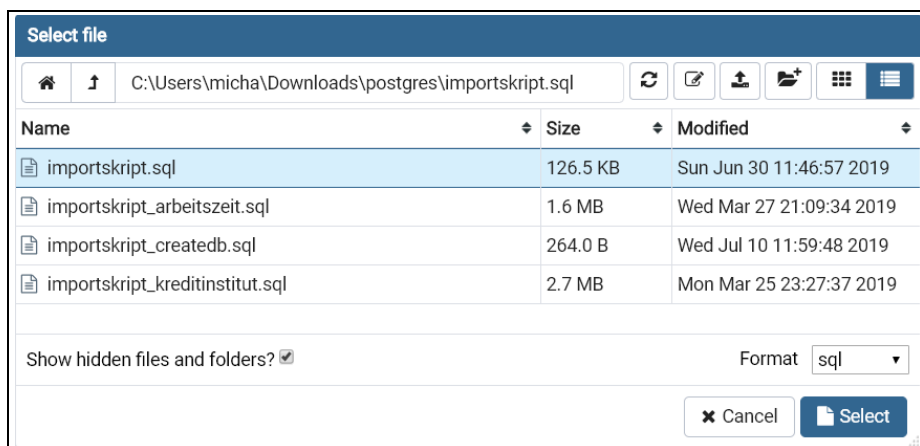 Select file
C:\Users\micha\Downloads\postgres\importskript.sql
Name Size Modified
importskript.sql 126.5 KB Sun Jun 30 11:46:57 2019
importskript_arbeitszeit.sql 1.6 MB Wed Mar 27 21:09:34 2019
importskript_createdb.sql 264.0 B Wed Jul 10 11:59:48 2019
importskript_kreditinstitut.sql 2.7 MB Mon Mar 25 23:27:37 2019
Show hidden files and folders? Format sql
Cancel Select